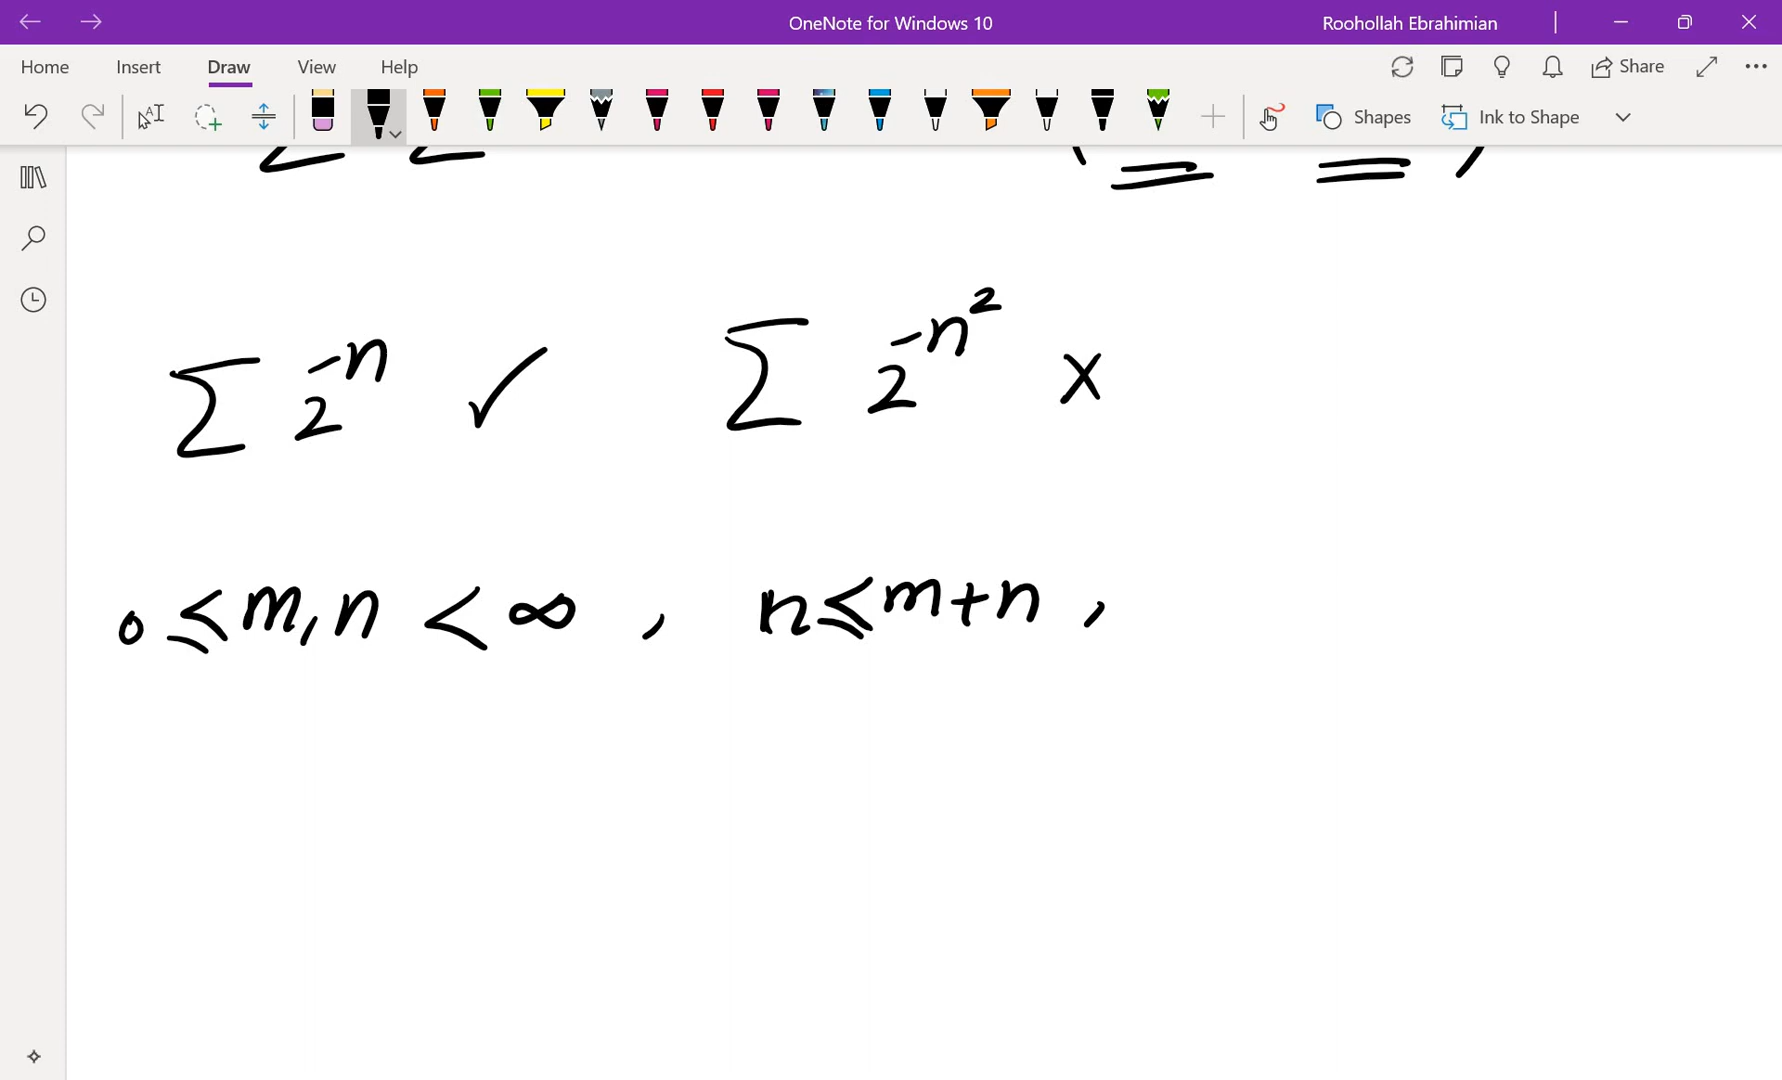 OneNote for Windows 10 Roohollah Ebrahimian
Home Insert Draw View Help Share
Shapes Ink to Shape
∑ 2^{-n} ✓ ∑ 2^{-n^2} ×
0 ≤ m, n < ∞ , n ≤ m+n ,